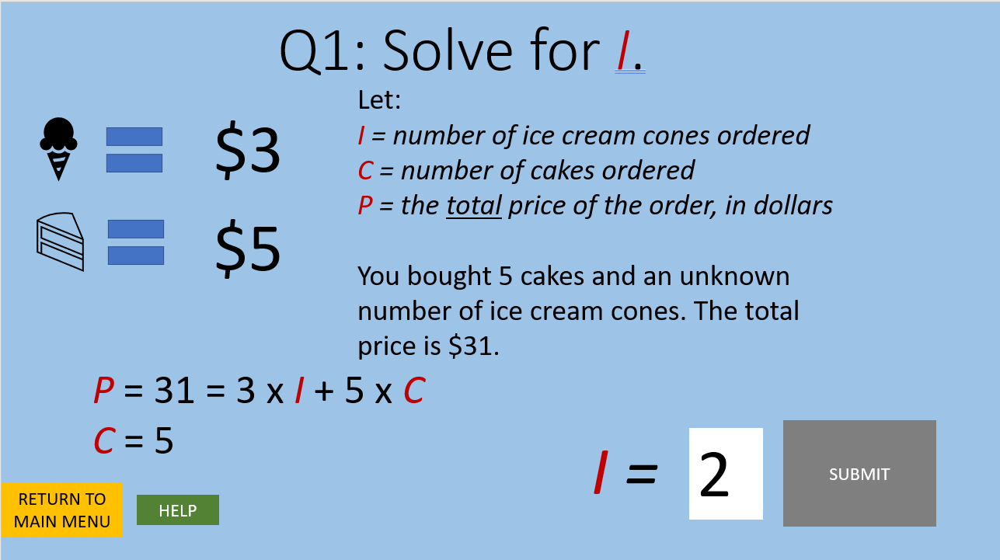 Q1: Solve for I.
Let:
I = number of ice cream cones ordered
C = number of cakes ordered
P = the total price of the order, in dollars
$3
$5
You bought 5 cakes and an unknown
number of ice cream cones. The total
price is $31.
P = 31 = 3 x I + 5 x C
C = 5
I = 2
SUBMIT
RETURN TO
MAIN MENU
HELP